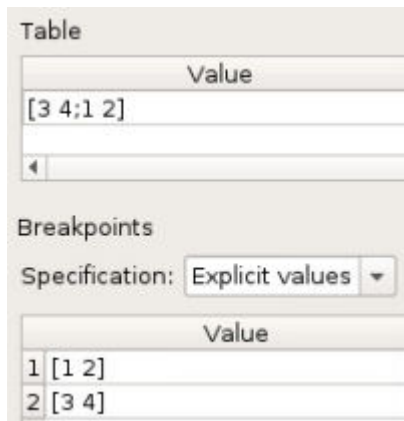 Table
Value
[3 4;1 2]
Breakpoints
Specification: Explicit values
Value
1 [1 2]
2 [3 4]